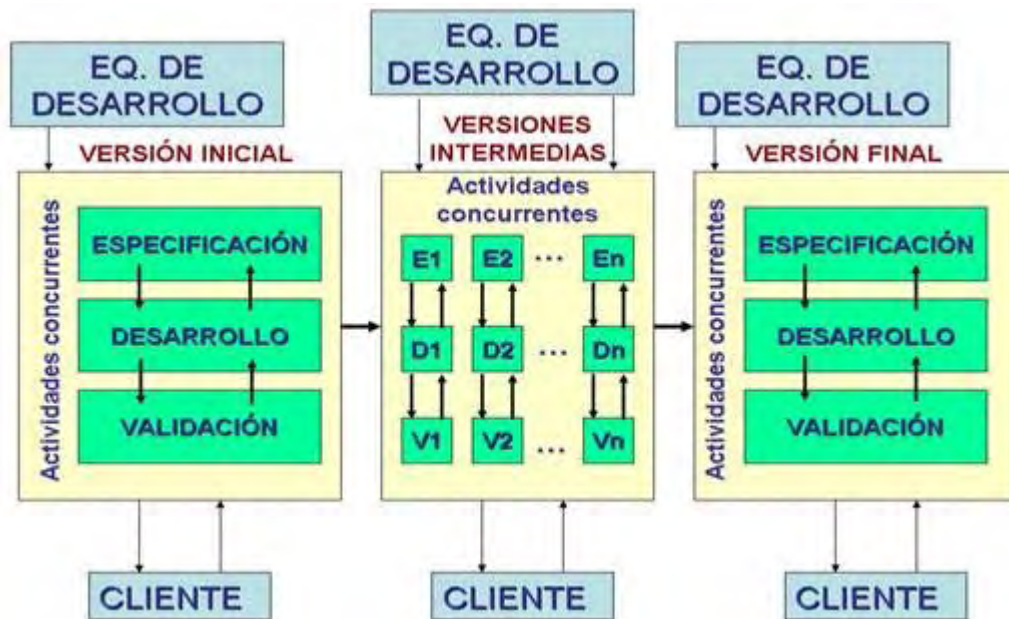 EQ. DE
DESARROLLO
EQ. DE
DESARROLLO
EQ. DE
DESARROLLO
VERSIÓN INICIAL
VERSIONES
INTERMEDIAS
VERSIÓN FINAL
Actividades concurrentes
ESPECIFICACIÓN
DESARROLLO
VALIDACIÓN
Actividades
concurrentes
E1 E2 ... En
D1 D2 ... Dn
V1 V2 ... Vn
Actividades concurrentes
ESPECIFICACIÓN
DESARROLLO
VALIDACIÓN
CLIENTE
CLIENTE
CLIENTE